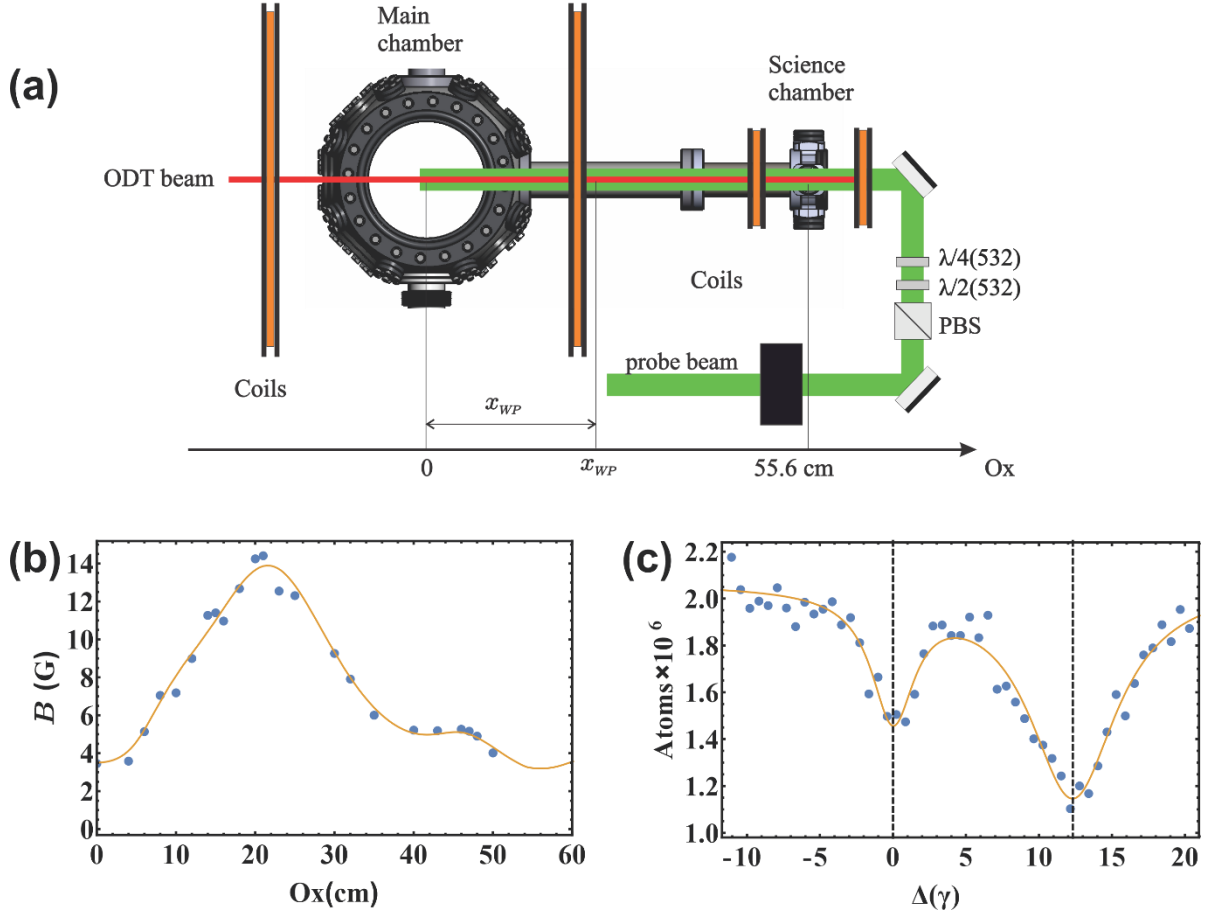 (a)
Main
chamber
Science
chamber
ODT beam
λ/4(532)
λ/2(532)
PBS
Coils
probe beam
Coils
x_WP
0
x_WP
55.6 cm
Ox
(b)
B (G)
14
12
10
8
6
4
2
0
0 10 20 30 40 50 60
Ox(cm)
(c)
Atoms×10⁶
2.2
2.0
1.8
1.6
1.4
1.2
1.0
-10 -5 0 5 10 15 20
Δ(γ)